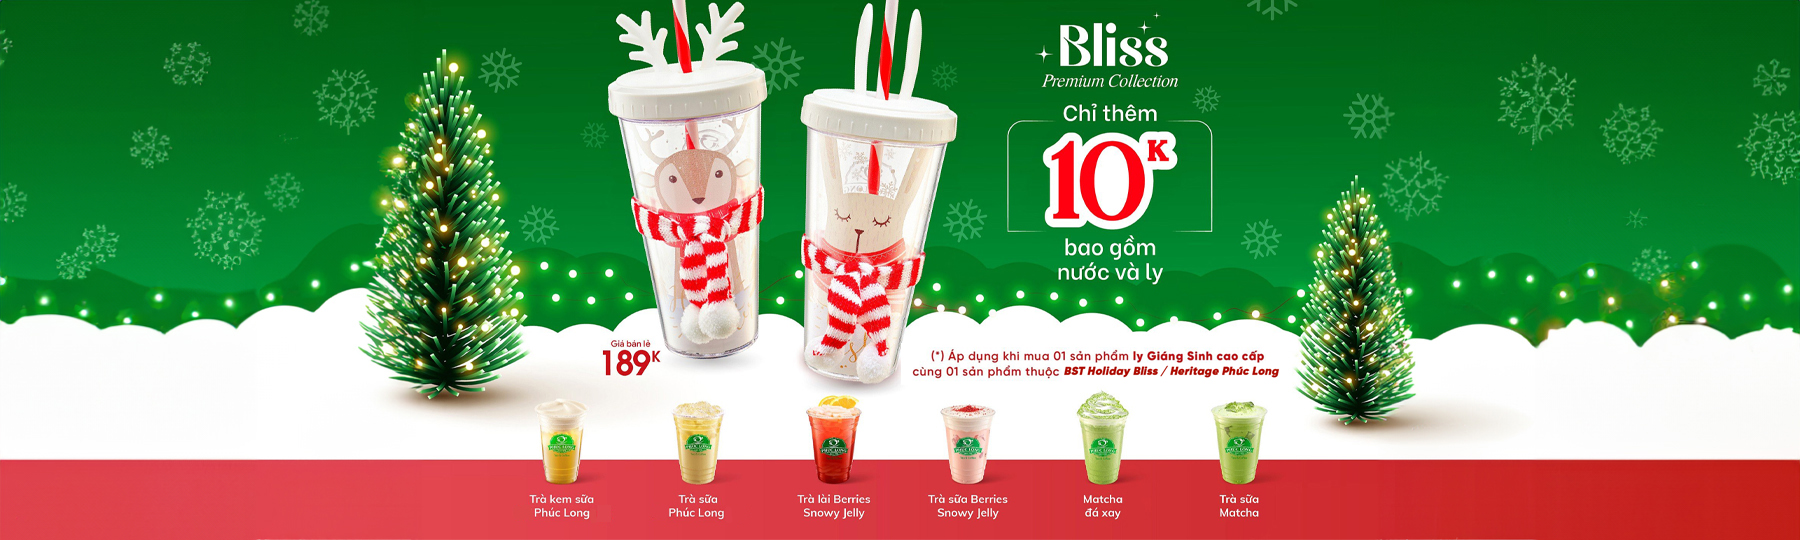 Bliss
Premium Collection
Chỉ thêm
10K
bao gồm
nước và ly
Giá bán lẻ
189K
(*) Áp dụng khi mua 01 sản phẩm ly Giáng Sinh cao cấp
cùng 01 sản phẩm thuộc BST Holiday Bliss / Heritage Phúc Long
Trà kem sữa
Phúc Long
Trà sữa
Phúc Long
Trà lài Berries
Snowy Jelly
Trà sữa Berries
Snowy Jelly
Matcha
đá xay
Trà sữa
Matcha